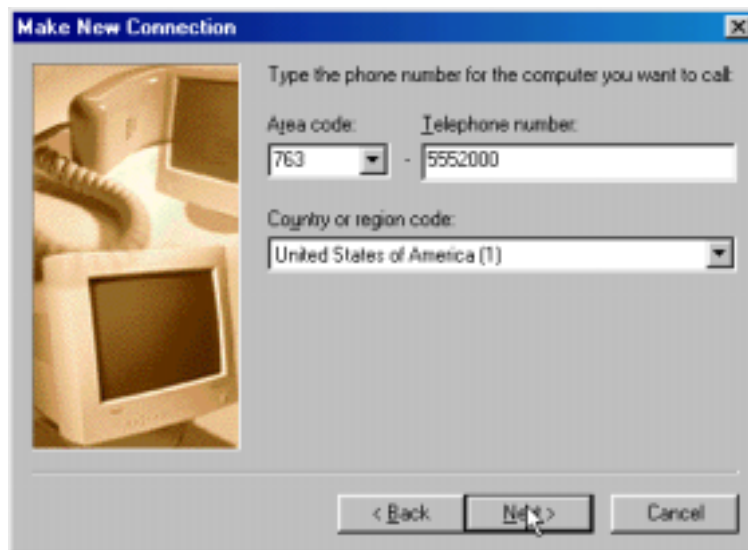 Make New Connection
Type the phone number for the computer you want to call:
Area code: Telephone number:
763 - 5552000
Country or region code:
United States of America (1)
< Back Next > Cancel